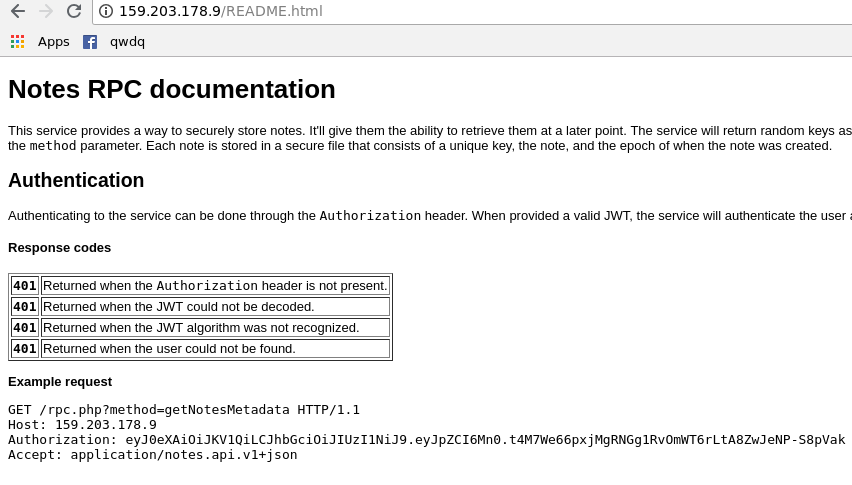 159.203.178.9/README.html
Apps qwdq
Notes RPC documentation
This service provides a way to securely store notes. It'll give them the ability to retrieve them at a later point. The service will return random keys as
the method parameter. Each note is stored in a secure file that consists of a unique key, the note, and the epoch of when the note was created.
Authentication
Authenticating to the service can be done through the Authorization header. When provided a valid JWT, the service will authenticate the user
Response codes
401 Returned when the Authorization header is not present.
401 Returned when the JWT could not be decoded.
401 Returned when the JWT algorithm was not recognized.
401 Returned when the user could not be found.
Example request
GET /rpc.php?method=getNotesMetadata HTTP/1.1
Host: 159.203.178.9
Authorization: eyJ0eXAiOiJKV1QiLCJhbGciOiJIUzI1NiJ9.eyJpZCI6Mn0.t4M7We66pxjMgRNGg1RvOmWT6rLtA8ZwJeNP-S8pVak
Accept: application/notes.api.v1+json